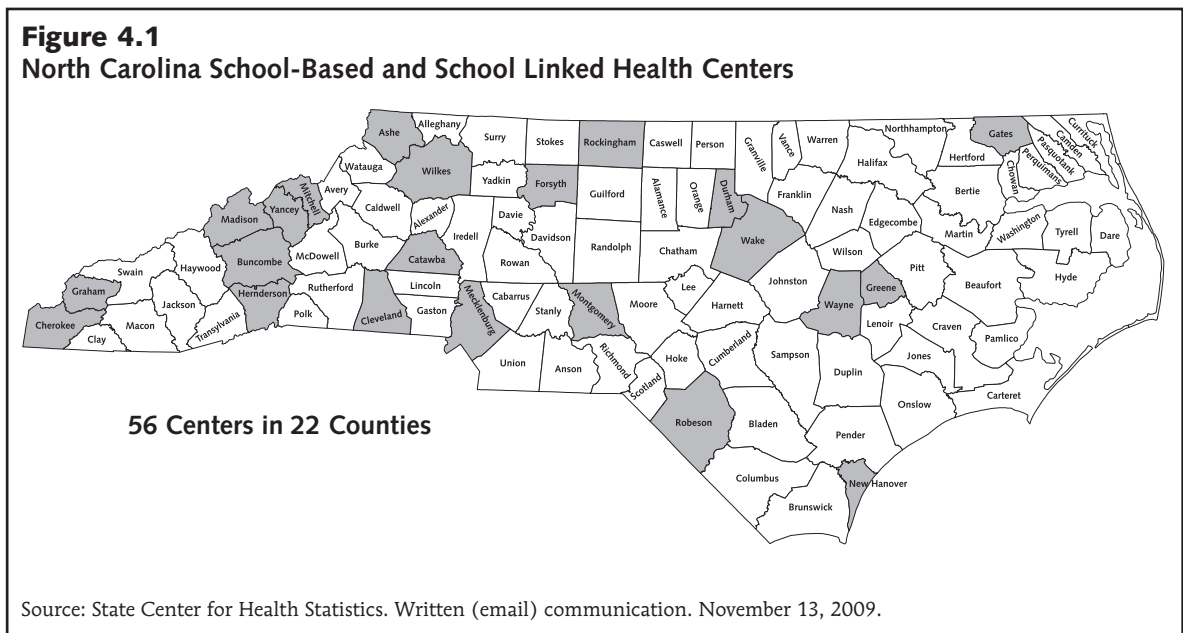 Figure 4.1
North Carolina School-Based and School Linked Health Centers
Ashe
Alleghany
Surry
Stokes
Rockingham
Caswell
Person
Granville
Vance
Warren
Northhampton
Halifax
Hertford
Gates
Currituck
Camden
Pasquotank
Perquimans
Chowan
Watauga
Wilkes
Yadkin
Forsyth
Guilford
Alamance
Orange
Durham
Franklin
Nash
Edgecombe
Bertie
Martin
Washington
Tyrell
Dare
Mitchell
Avery
Yancey
Madison
Caldwell
Alexander
Iredell
Davie
Davidson
Randolph
Chatham
Wake
Wilson
Pitt
Beaufort
Hyde
Swain
Haywood
Buncombe
McDowell
Burke
Catawba
Rowan
Lincoln
Lee
Johnston
Harnett
Wayne
Greene
Lenoir
Craven
Pamlico
Graham
Cherokee
Clay
Macon
Jackson
Transylvania
Henderson
Rutherford
Polk
Cleveland
Gaston
Mecklenburg
Cabarrus
Stanly
Montgomery
Moore
Union
Anson
Richmond
Scotland
Hoke
Cumberland
Sampson
Duplin
Jones
Onslow
Carteret
Robeson
Bladen
Pender
Columbus
Brunswick
New Hanover
56 Centers in 22 Counties
Source: State Center for Health Statistics. Written (email) communication. November 13, 2009.